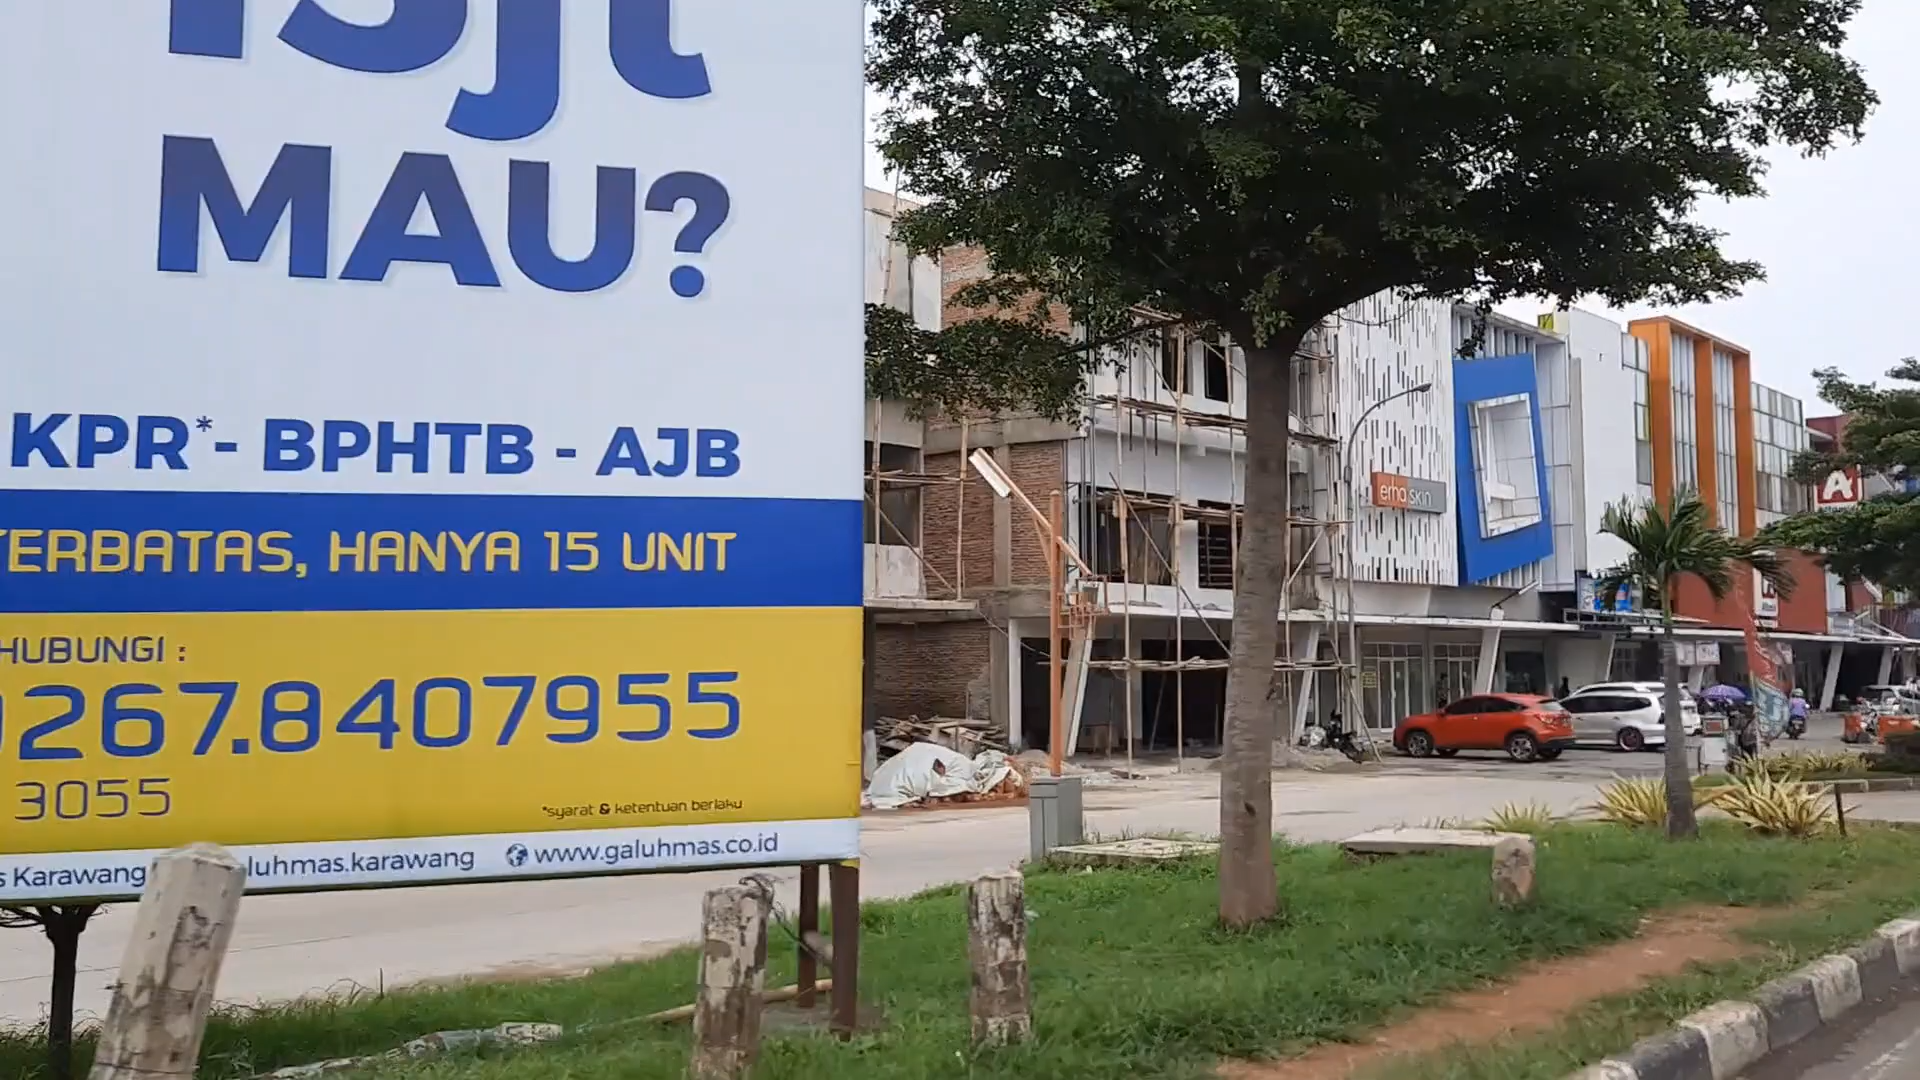 15jt
MAU?
KPR*- BPHTB - AJB
TERBATAS, HANYA 15 UNIT
HUBUNGI :
0267.8407955
3055
*syarat & ketentuan berlaku
s Karawang luhmas.karawang www.galuhmas.co.id
erha skin
A